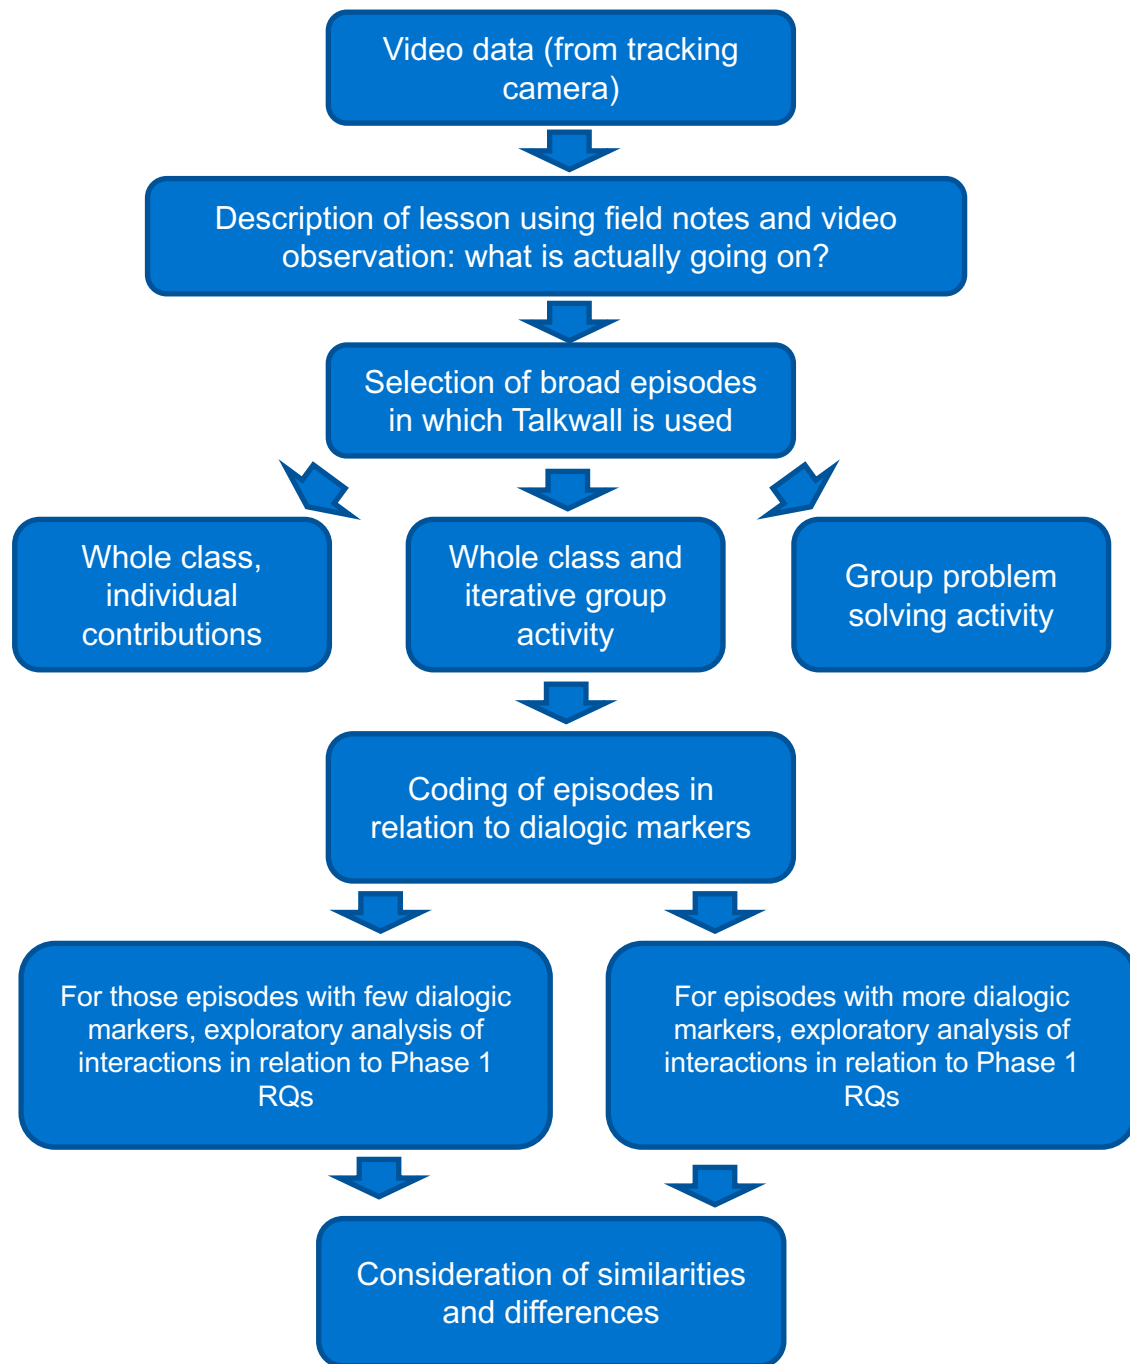 Video data (from tracking
camera)
Description of lesson using field notes and video
observation: what is actually going on?
Selection of broad episodes
in which Talkwall is used
Whole class,
individual
contributions
Whole class and
iterative group
activity
Group problem
solving activity
Coding of episodes in
relation to dialogic markers
For those episodes with few dialogic
markers, exploratory analysis of
interactions in relation to Phase 1
RQs
For episodes with more dialogic
markers, exploratory analysis of
interactions in relation to Phase 1
RQs
Consideration of similarities
and differences